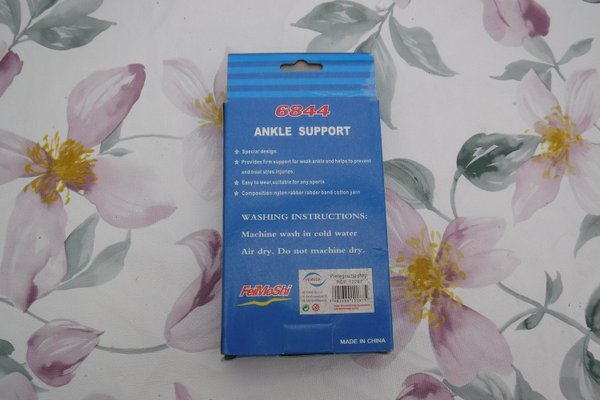 6844
ANKLE SUPPORT
★ Special design.
★ Provides firm support for weak ankle and helps to prevent
and treat stres injuries.
★ Easy to wear,suitable for any sports.
★ Composition:nylon rubber rabder band cotton yarn
WASHING INSTRUCTIONS:
Machine wash in cold water
Air dry. Do not machine dry.
FeiMoShi
MADE IN CHINA